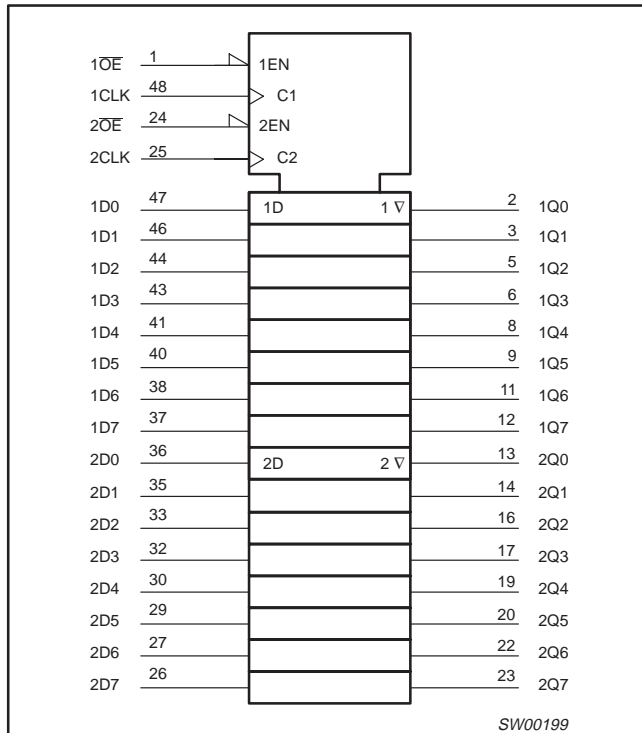 1O̅E̅ 1 1EN
1CLK 48 C1
2O̅E̅ 24 2EN
2CLK 25 C2
1D0 47 1D 1 ∇ 2 1Q0
1D1 46 3 1Q1
1D2 44 5 1Q2
1D3 43 6 1Q3
1D4 41 8 1Q4
1D5 40 9 1Q5
1D6 38 11 1Q6
1D7 37 12 1Q7
2D0 36 2D 2 ∇ 13 2Q0
2D1 35 14 2Q1
2D2 33 16 2Q2
2D3 32 17 2Q3
2D4 30 19 2Q4
2D5 29 20 2Q5
2D6 27 22 2Q6
2D7 26 23 2Q7
SW00199